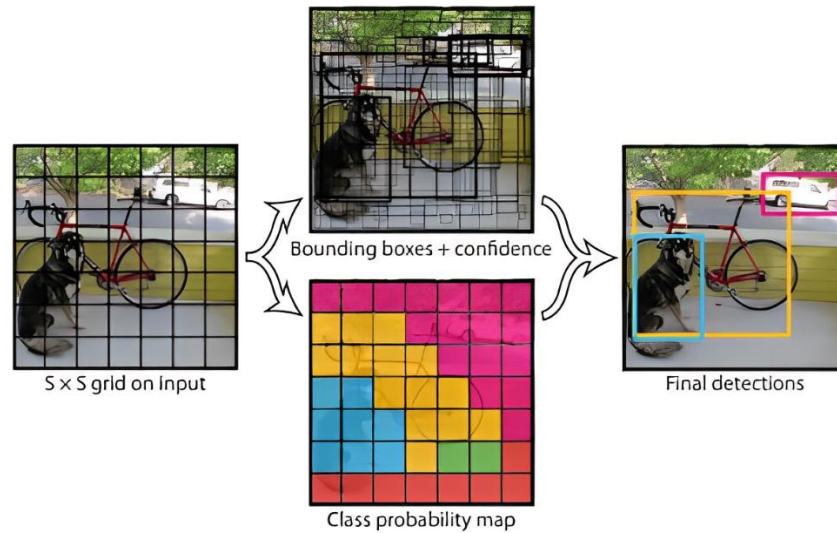 S × S grid on input
Bounding boxes + confidence
Class probability map
Final detections